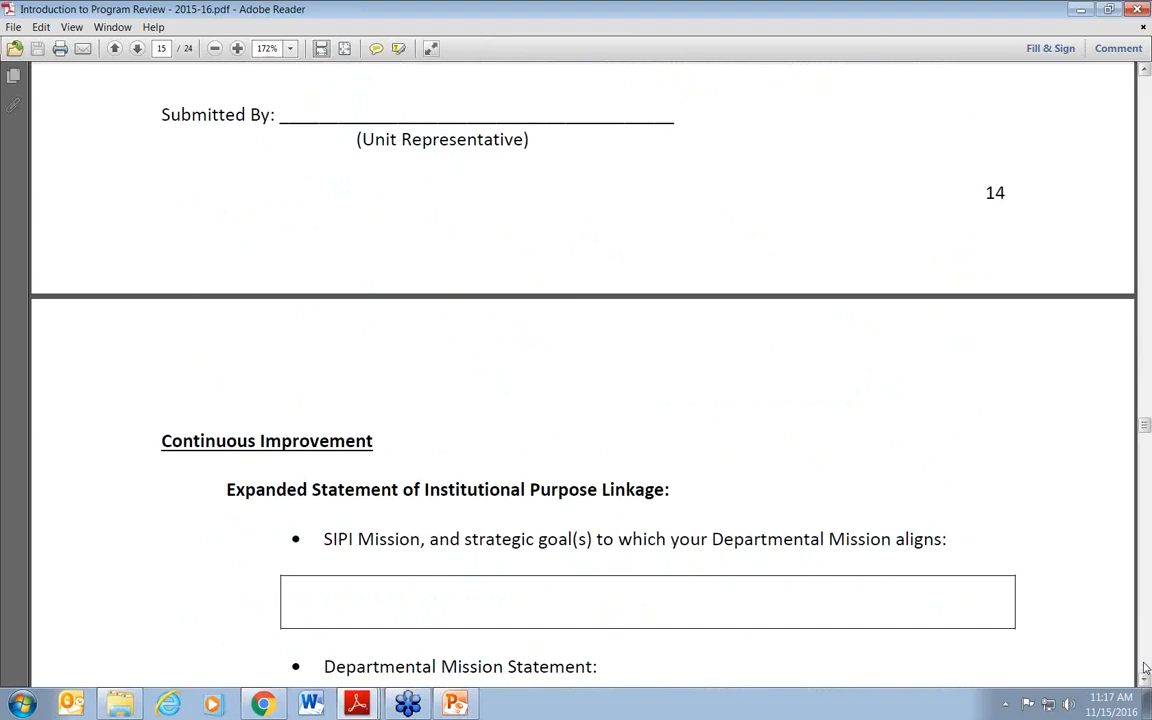 Introduction to Program Review - 2015-16.pdf - Adobe Reader
File Edit View Window Help
15 / 24 172% Fill & Sign Comment
Submitted By: ________________________________________
(Unit Representative)
14
Continuous Improvement
Expanded Statement of Institutional Purpose Linkage:
• SIPI Mission, and strategic goal(s) to which your Departmental Mission aligns:
• Departmental Mission Statement:
11:17 AM
11/15/2016